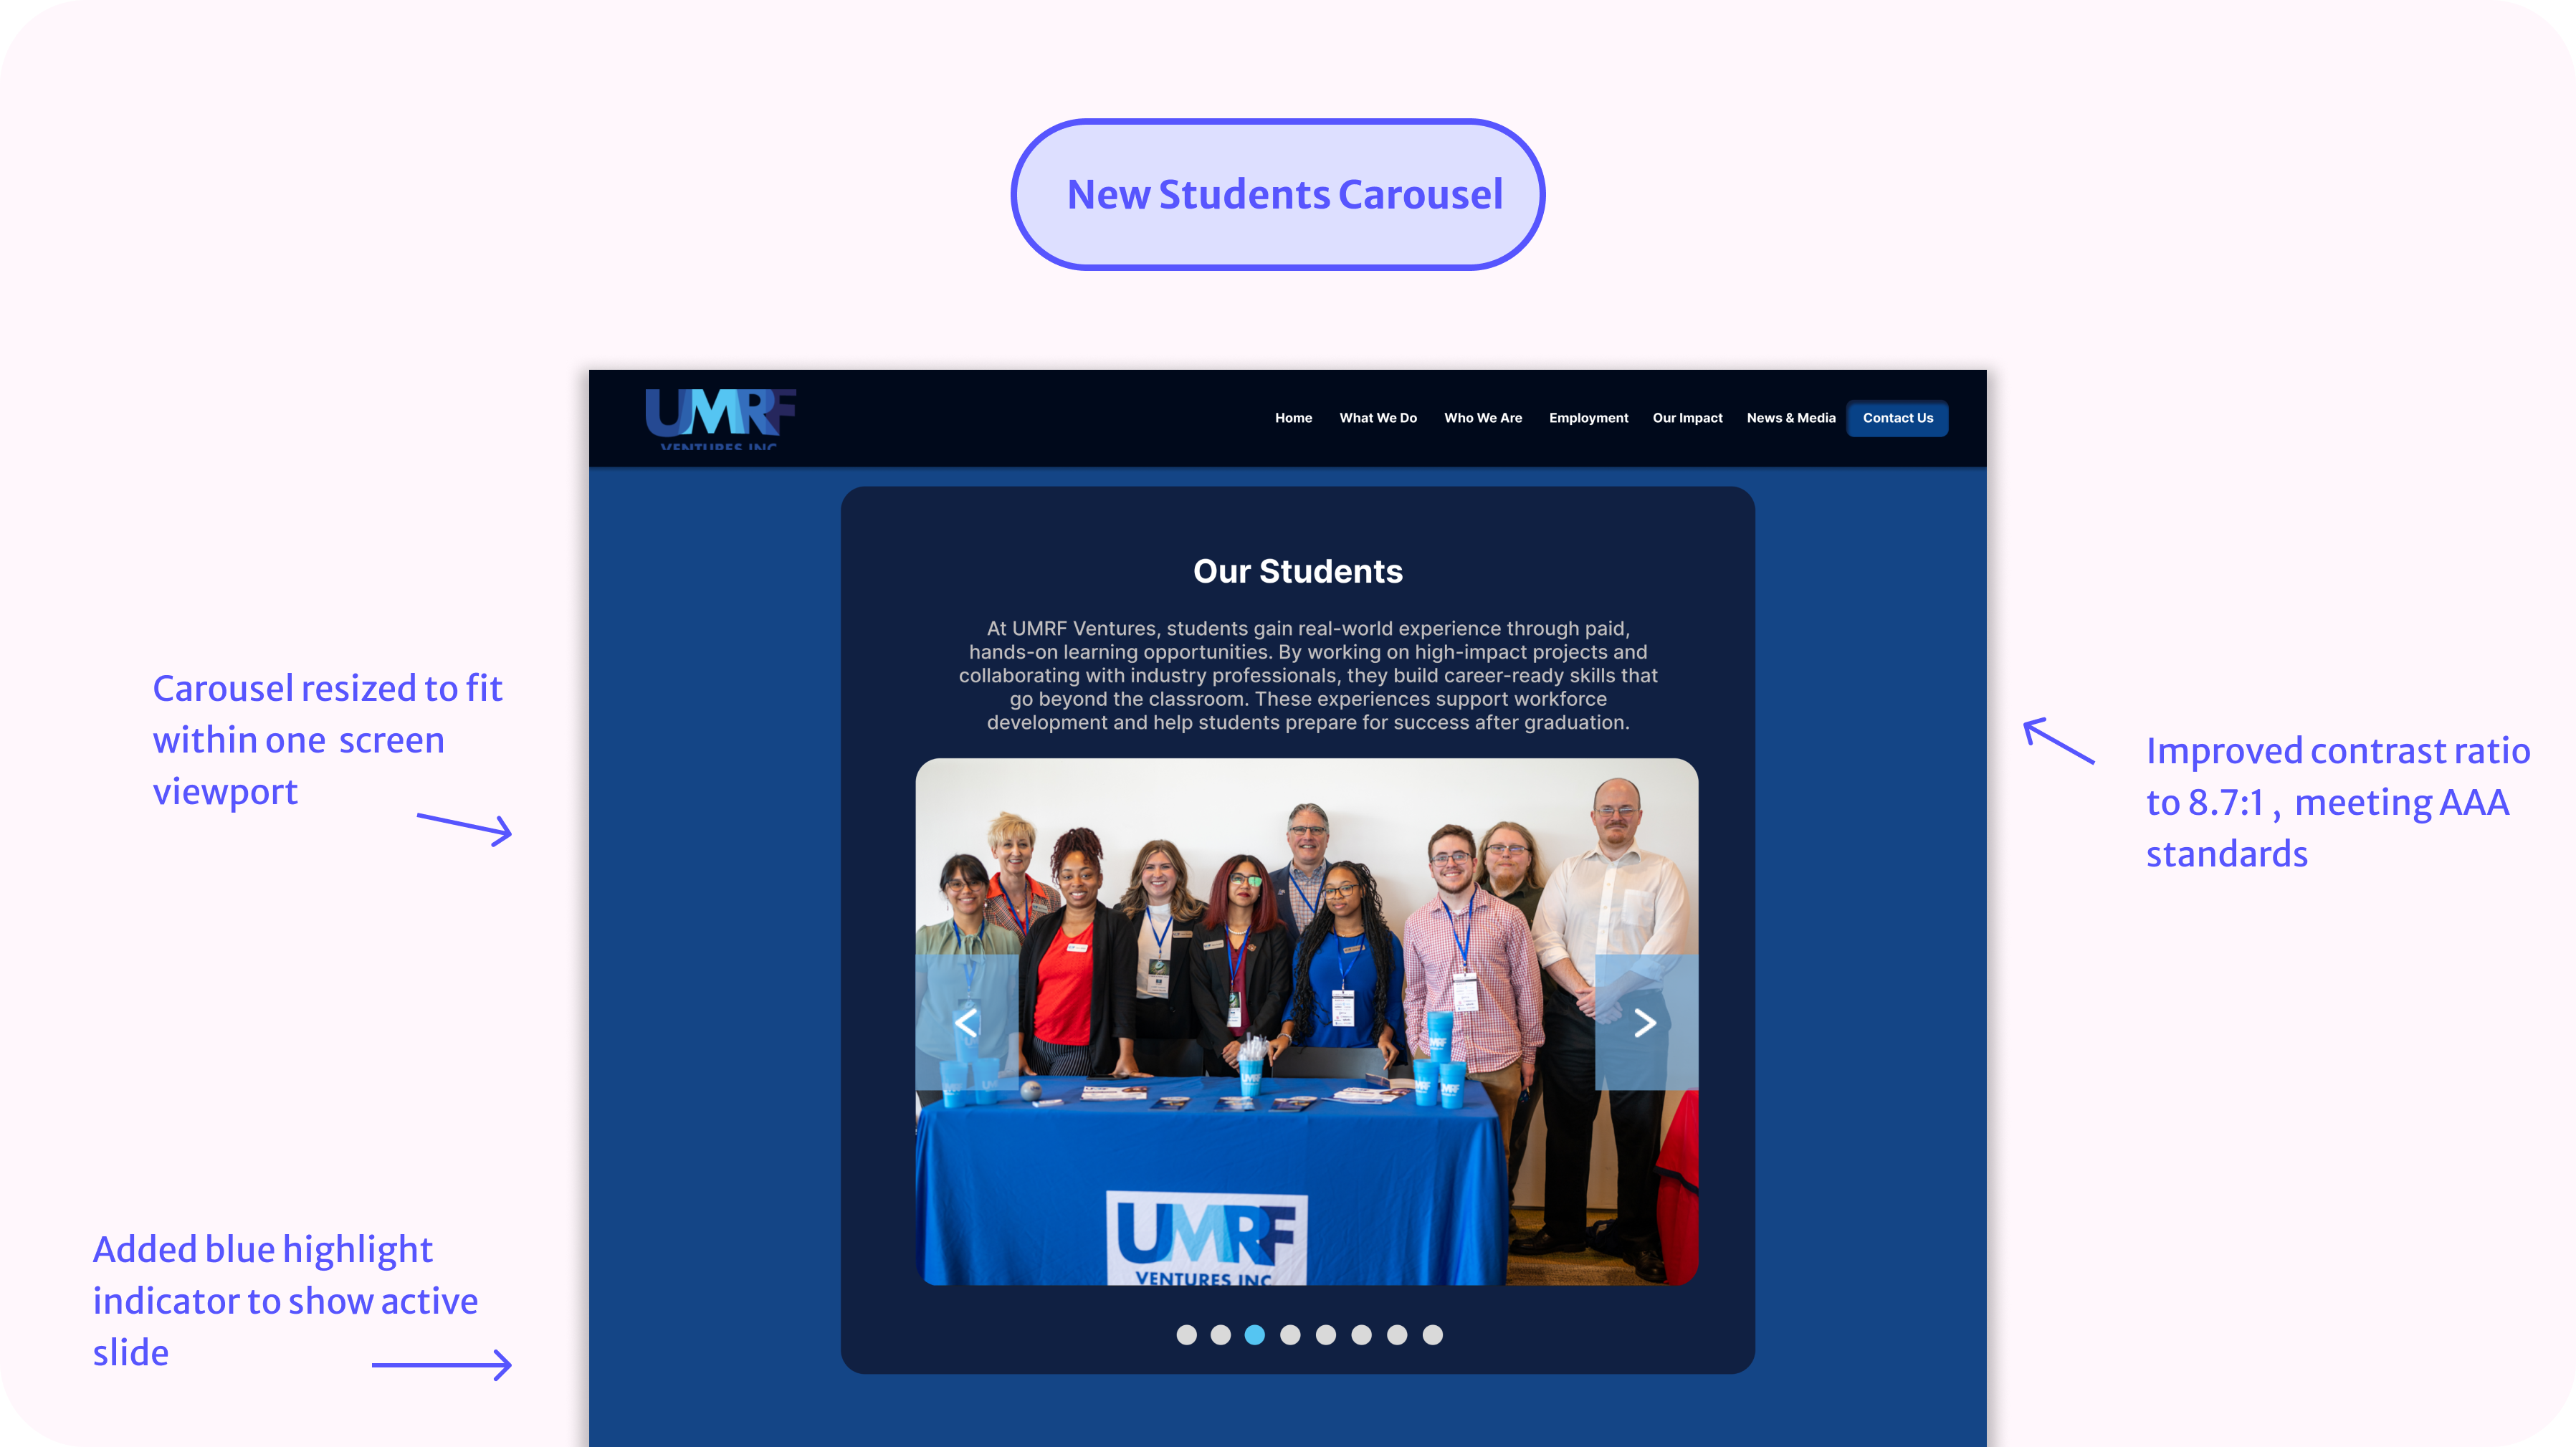 New Students Carousel
UMRF
VENTURES INC
Home What We Do Who We Are Employment Our Impact News & Media Contact Us
Our Students
At UMRF Ventures, students gain real-world experience through paid,
hands-on learning opportunities. By working on high-impact projects and
collaborating with industry professionals, they build career-ready skills that
go beyond the classroom. These experiences support workforce
development and help students prepare for success after graduation.
Carousel resized to fit
within one screen
viewport
Improved contrast ratio
to 8.7:1 , meeting AAA
standards
UMRF
VENTURES INC
Added blue highlight
indicator to show active
slide